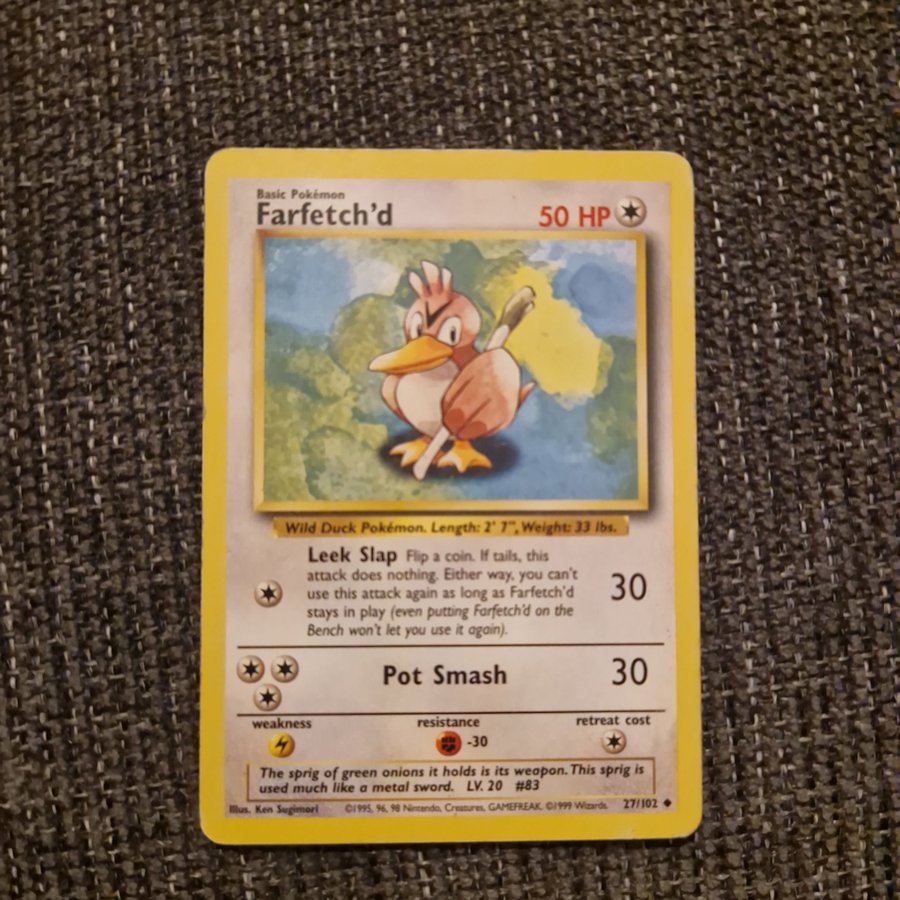 Basic Pokémon
Farfetch'd 50 HP
Wild Duck Pokémon. Length: 2' 7", Weight: 33 lbs.
Leek Slap Flip a coin. If tails, this
attack does nothing. Either way, you can't
use this attack again as long as Farfetch'd
stays in play (even putting Farfetch'd on the
Bench won't let you use it again).
30
Pot Smash 30
weakness resistance retreat cost
-30
The sprig of green onions it holds is its weapon. This sprig is
used much like a metal sword. LV. 20 #83
Illus. Ken Sugimori ©1995, 96, 98 Nintendo, Creatures, GAMEFREAK. ©1999 Wizards. 27/102